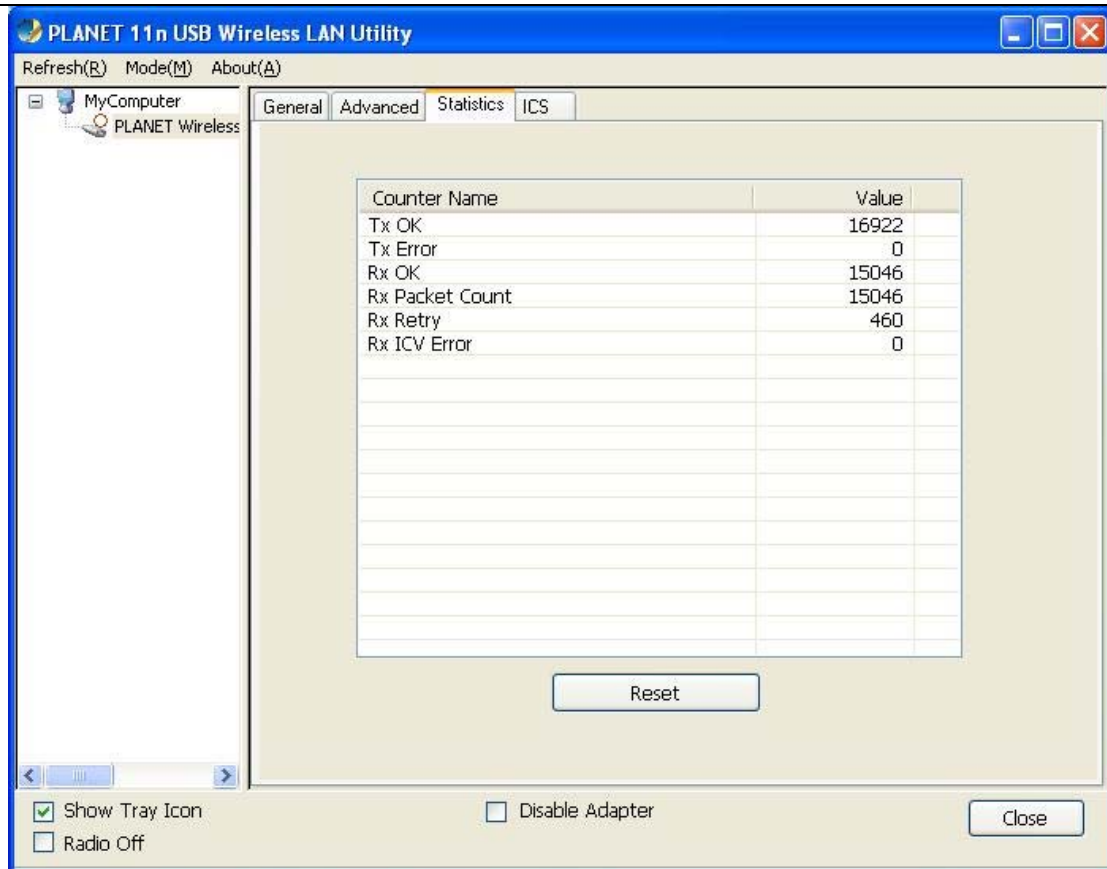 PLANET 11n USB Wireless LAN Utility
Refresh(R) Mode(M) About(A)
MyComputer
PLANET Wireless
General Advanced Statistics ICS
Counter Name Value
Tx OK 16922
Tx Error 0
Rx OK 15046
Rx Packet Count 15046
Rx Retry 460
Rx ICV Error 0
Reset
Show Tray Icon Disable Adapter Close
Radio Off